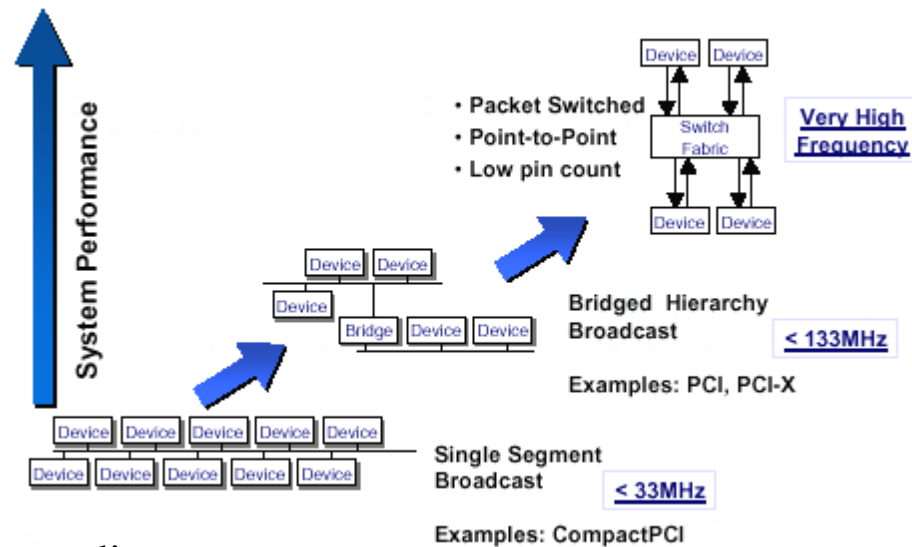 System Performance
Device Device
• Packet Switched
• Point-to-Point
• Low pin count
Switch
Fabric
Very High
Frequency
Device Device
Device Device
Device
Bridge Device Device
Bridged Hierarchy
Broadcast
< 133MHz
Examples: PCI, PCI-X
Device Device Device Device Device
Device Device Device Device Device
Single Segment
Broadcast
< 33MHz
Examples: CompactPCI